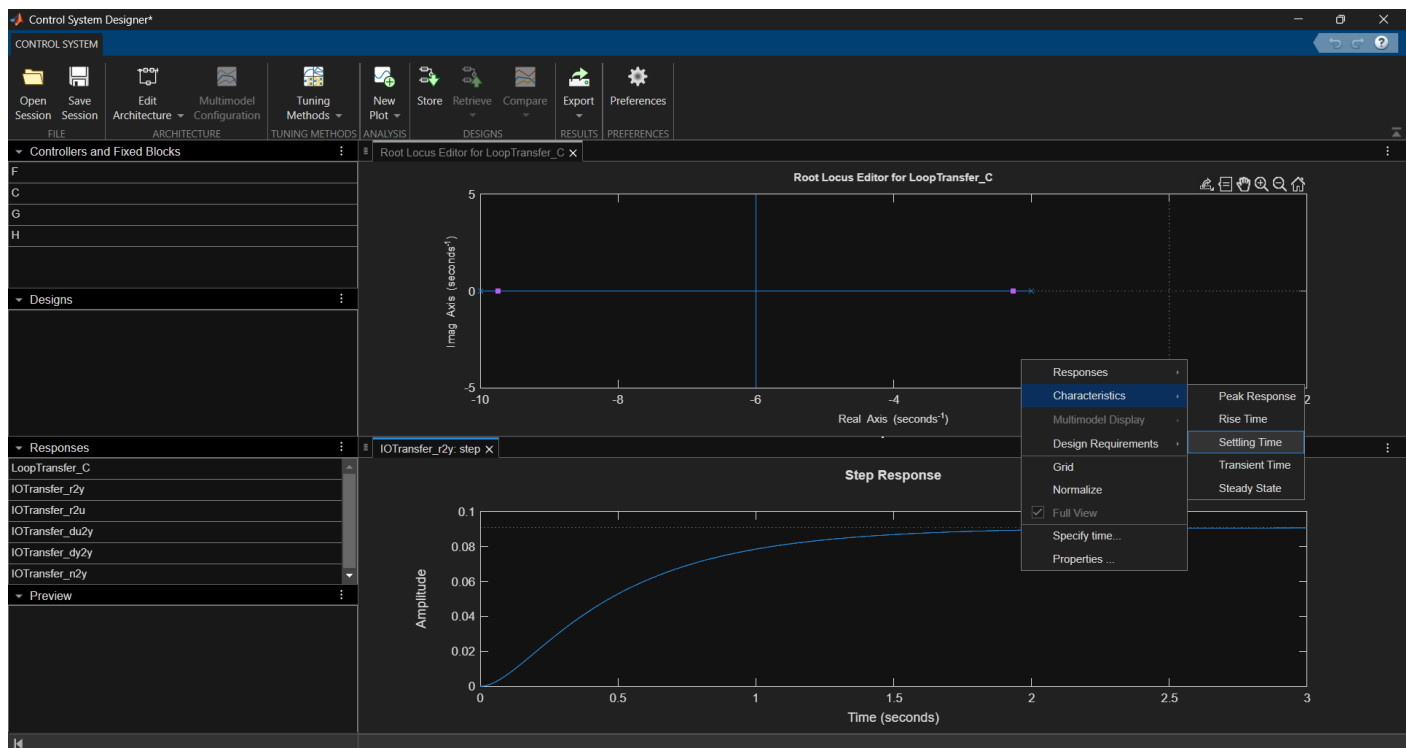 Control System Designer*
CONTROL SYSTEM
?
Open Session
Save Session
Edit Architecture
Multimodel Configuration
Tuning Methods
New Plot
Store
Retrieve
Compare
Export
Preferences
FILE
ARCHITECTURE
TUNING METHODS
ANALYSIS
DESIGNS
RESULTS
PREFERENCES
Controllers and Fixed Blocks
F
C
G
H
Designs
Responses
LoopTransfer_C
IOTransfer_r2y
IOTransfer_r2u
IOTransfer_du2y
IOTransfer_dy2y
IOTransfer_n2y
Preview
Root Locus Editor for LoopTransfer_C
Root Locus Editor for LoopTransfer_C
Imag Axis (seconds⁻¹)
5
0
-5
-10 -8 -6 -4 2
Real Axis (seconds⁻¹)
Responses
Characteristics
Multimodel Display
Design Requirements
Grid
Normalize
Full View
Specify time...
Properties ...
Peak Response
Rise Time
Settling Time
Transient Time
Steady State
IOTransfer_r2y: step
Step Response
Amplitude
0.1
0.08
0.06
0.04
0.02
0
0 0.5 1 1.5 2 2.5 3
Time (seconds)